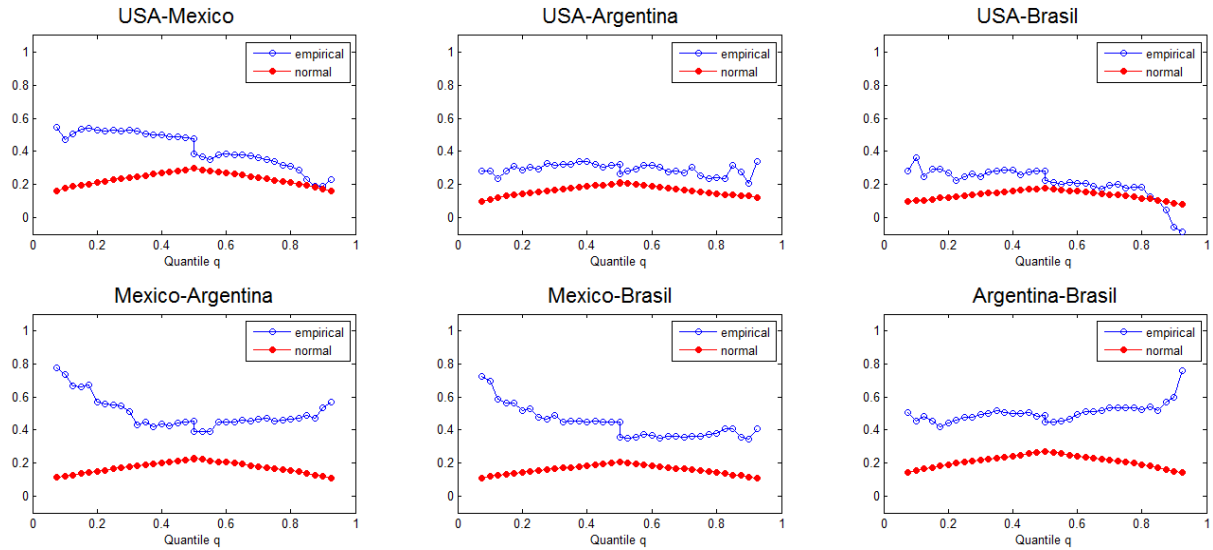 USA-Mexico
1
0.8
0.6
0.4
0.2
0
0 0.2 0.4 0.6 0.8 1
Quantile q
empirical
normal
USA-Argentina
1
0.8
0.6
0.4
0.2
0
0 0.2 0.4 0.6 0.8 1
Quantile q
empirical
normal
USA-Brasil
1
0.8
0.6
0.4
0.2
0
0 0.2 0.4 0.6 0.8 1
Quantile q
empirical
normal
Mexico-Argentina
1
0.8
0.6
0.4
0.2
0
0 0.2 0.4 0.6 0.8 1
Quantile q
empirical
normal
Mexico-Brasil
1
0.8
0.6
0.4
0.2
0
0 0.2 0.4 0.6 0.8 1
Quantile q
empirical
normal
Argentina-Brasil
1
0.8
0.6
0.4
0.2
0
0 0.2 0.4 0.6 0.8 1
Quantile q
empirical
normal